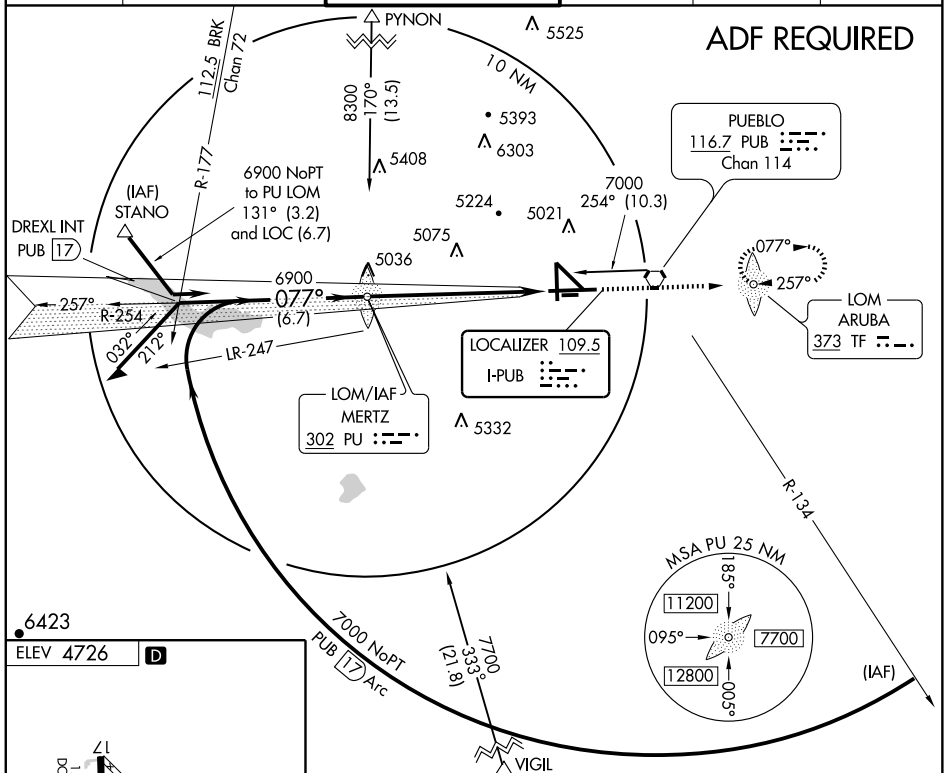 PYNON
5525
ADF REQUIRED
112.5 BRK
Chan 72
10 NM
8300
170°
(13.5)
5393
6303
PUEBLO
116.7 PUB
Chan 114
R-177
5408
6900 NoPT
to PU LOM
131° (3.2)
and LOC (6.7)
(IAF)
STANO
7000
254° (10.3)
5224
5021
DREXL INT
PUB 17
5075
5036
077°
257°
6900
077°
(6.7)
257°
R-254
032°
212°
LR-247
LOM
ARUBA
373 TF
LOCALIZER 109.5
I-PUB
LOM/IAF
MERTZ
302 PU
5332
R-134
MSA PU 25 NM
185°
11200
095°
7700
12800
005°
6423
7000 NoPT
PUB 17 Arc
7700
333°
(21.8)
(IAF)
ELEV 4726
D
17
VIGIL